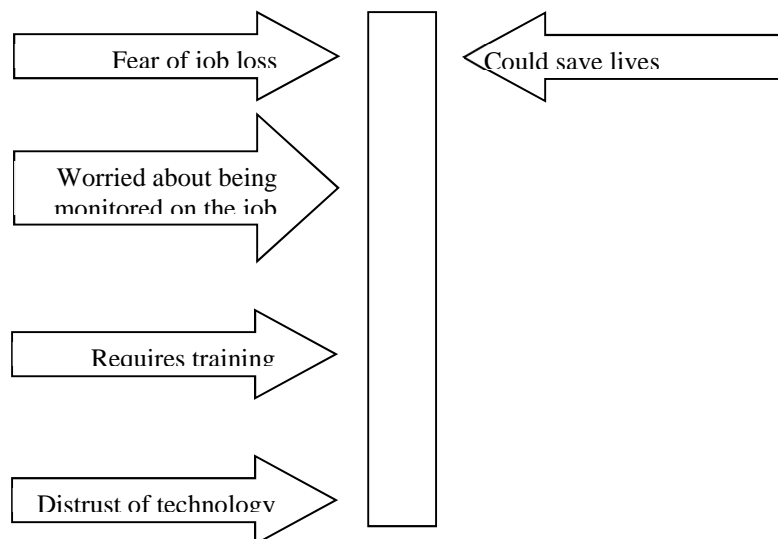 Fear of job loss
Could save lives
Worried about being
monitored on the job
Requires training
Distrust of technology